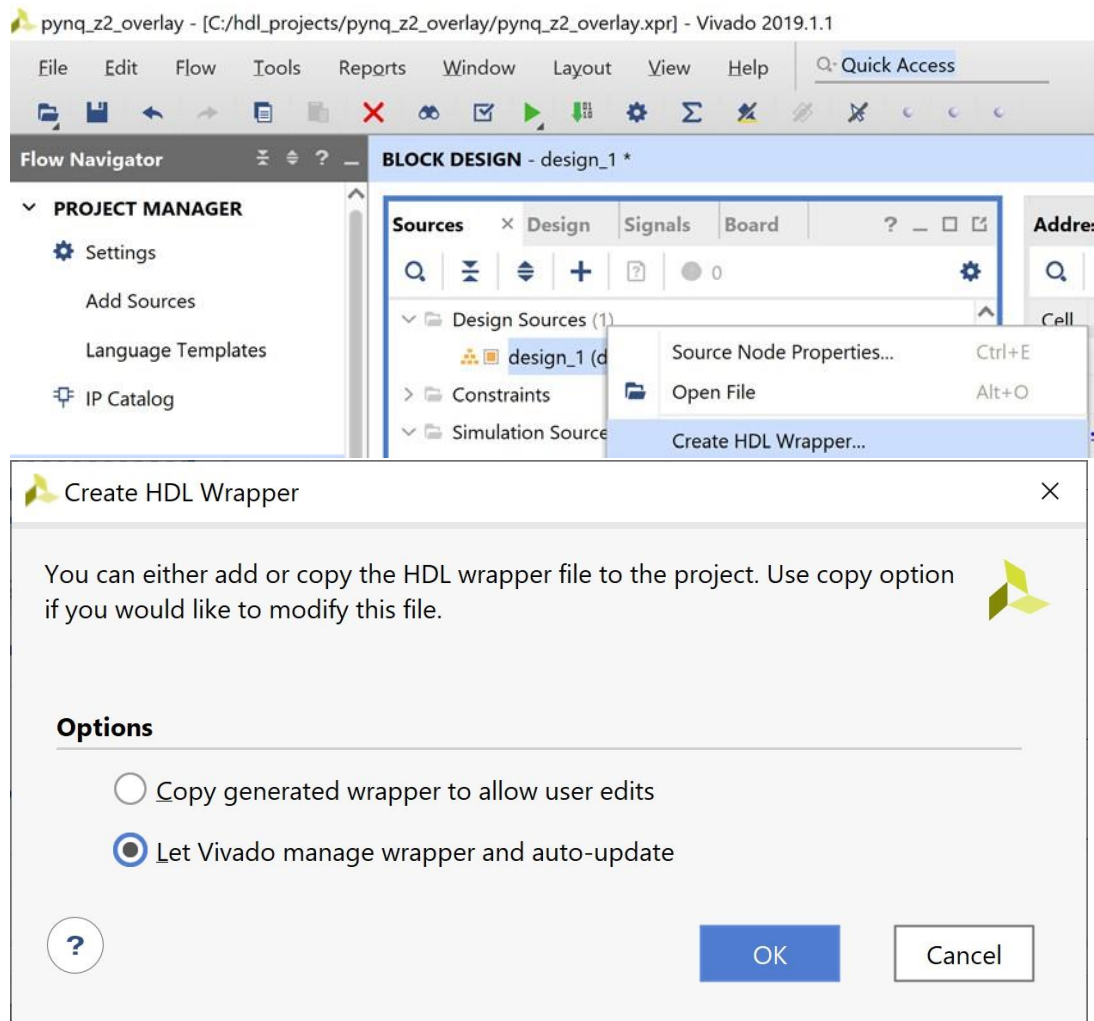 pynq_z2_overlay - [C:/hdl_projects/pynq_z2_overlay/pynq_z2_overlay.xpr] - Vivado 2019.1.1
File Edit Flow Tools Reports Window Layout View Help Quick Access
Flow Navigator ? BLOCK DESIGN - design_1 *
PROJECT MANAGER
Sources Design Signals Board ? Addre
Settings
? 0
Add Sources
Design Sources (1) Cell
Language Templates
design_1 (d Source Node Properties... Ctrl+E
IP Catalog
Constraints Open File Alt+O
Simulation Source Create HDL Wrapper...
Create HDL Wrapper
You can either add or copy the HDL wrapper file to the project. Use copy option
if you would like to modify this file.
Options
Copy generated wrapper to allow user edits
Let Vivado manage wrapper and auto-update
? OK Cancel